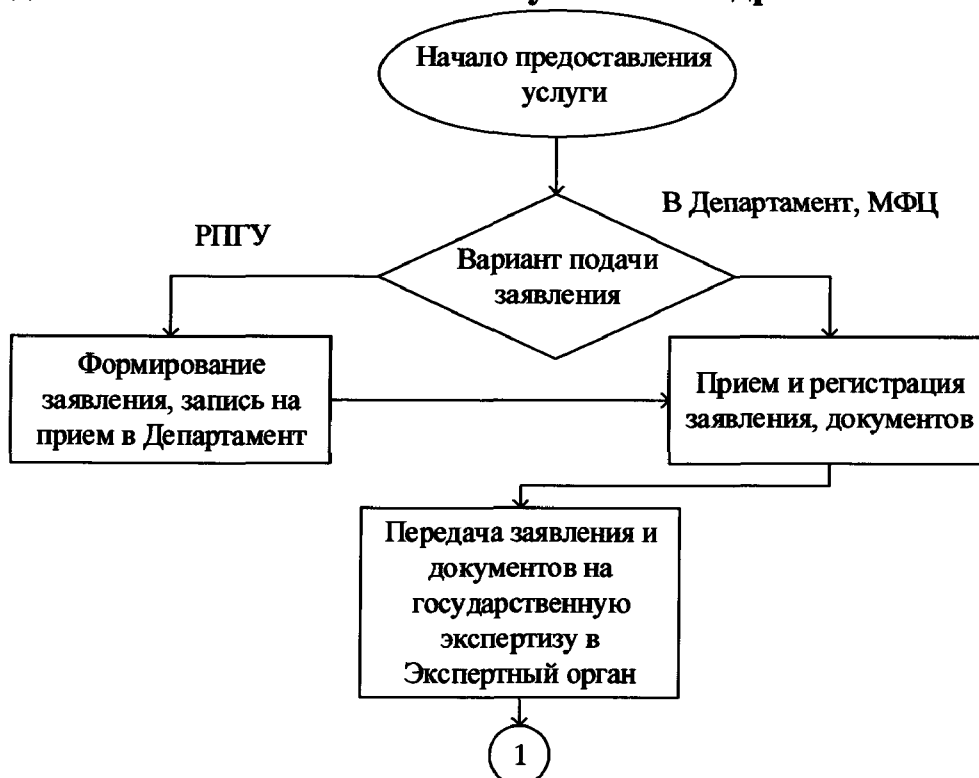 Начало предоставления
услуги
В Департамент, МФЦ
РПГУ
Вариант подачи
заявления
Формирование
заявления, запись на
прием в Департамент
Прием и регистрация
заявления, документов
Передача заявления и
документов на
государственную
экспертизу в
Экспертный орган
1